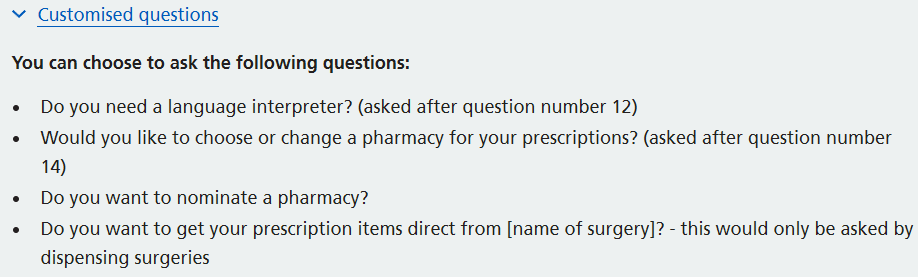 Customised questions
You can choose to ask the following questions:
• Do you need a language interpreter? (asked after question number 12)
• Would you like to choose or change a pharmacy for your prescriptions? (asked after question number
14)
• Do you want to nominate a pharmacy?
• Do you want to get your prescription items direct from [name of surgery]? - this would only be asked by
dispensing surgeries